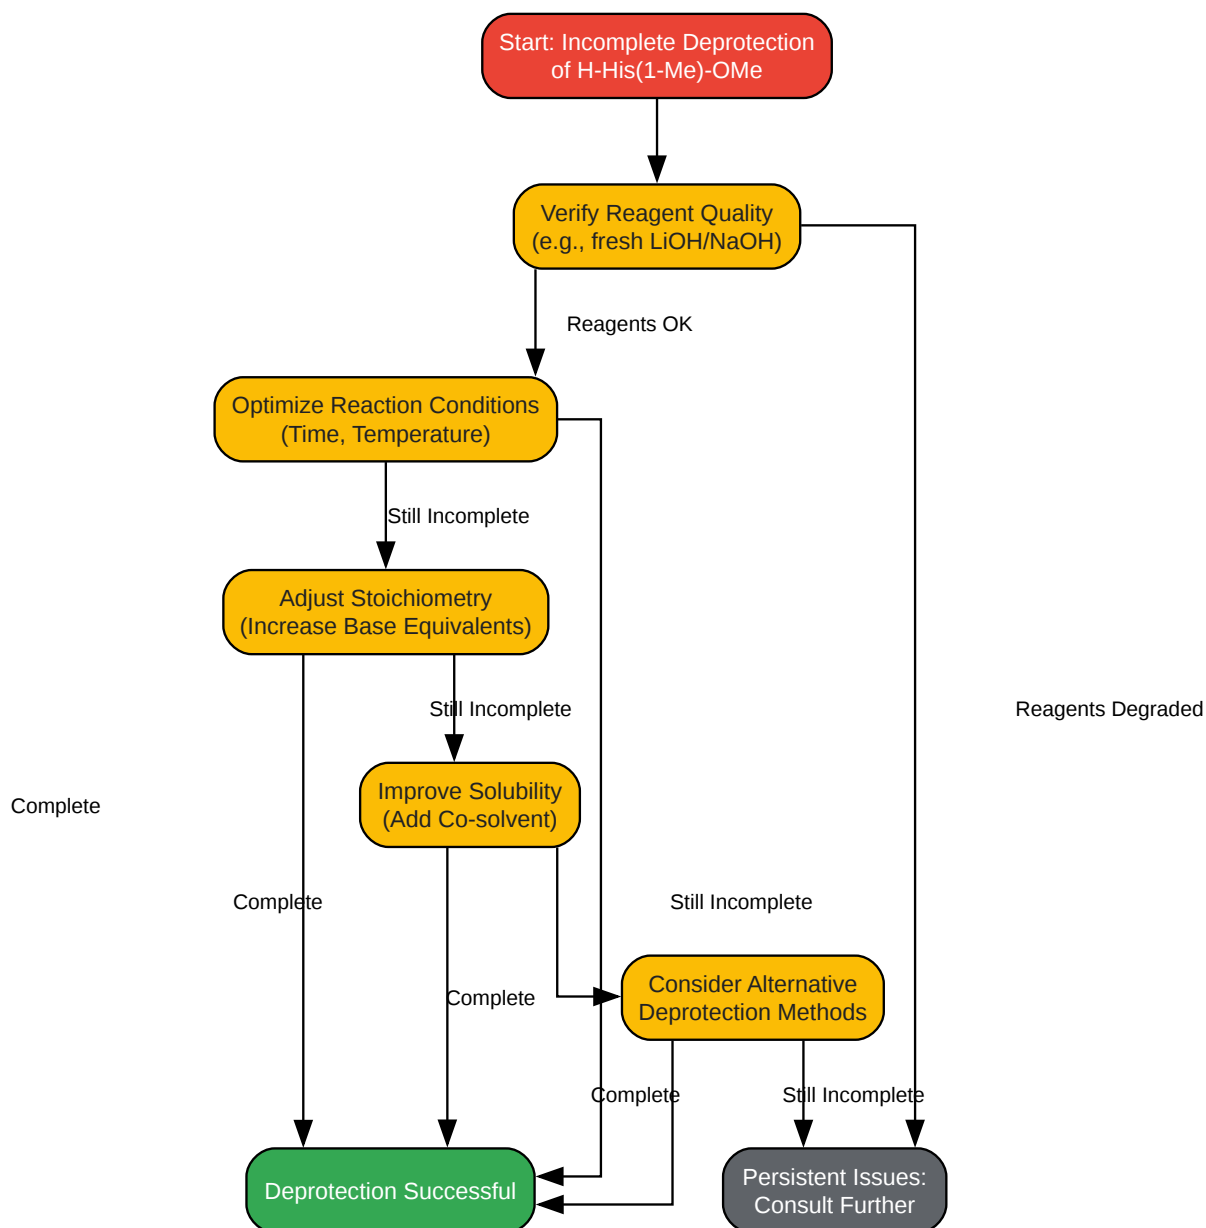 Start: Incomplete Deprotection
of H-His(1-Me)-OMe
Verify Reagent Quality
(e.g., fresh LiOH/NaOH)
Reagents OK
Optimize Reaction Conditions
(Time, Temperature)
Still Incomplete
Adjust Stoichiometry
(Increase Base Equivalents)
Still Incomplete
Reagents Degraded
Improve Solubility
(Add Co-solvent)
Complete
Complete
Still Incomplete
Consider Alternative
Deprotection Methods
Complete
Complete
Still Incomplete
Deprotection Successful
Persistent Issues:
Consult Further